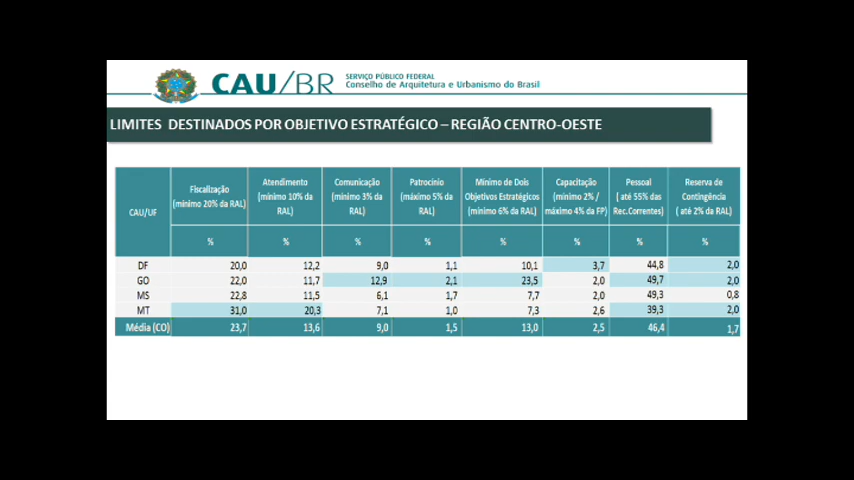 CAU/BR
SERVIÇO PÚBLICO FEDERAL
Conselho de Arquitetura e Urbanismo do Brasil
LIMITES DESTINADOS POR OBJETIVO ESTRATÉGICO – REGIÃO CENTRO-OESTE
CAU/UF
Fiscalização
(mínimo 20% da RAL)
Atendimento
(mínimo 10% da
RAL)
Comunicação
(mínimo 3% da
RAL)
Patrocínio
(máximo 5% da
RAL)
Mínimo de Dois
Objetivos Estratégicos
(mínimo 6% da RAL)
Capacitação
(mínimo 2% /
máximo 4% da FP)
Pessoal
( até 55% das
Rec.Correntes)
Reserva de
Contingência
( até 2% da RAL)
% % % % % % % %
DF 20,0 12,2 9,0 1,1 10,1 3,7 44,8 2,0
GO 22,0 11,7 12,9 2,1 23,5 2,0 49,7 2,0
MS 22,8 11,5 6,1 1,7 7,7 2,0 49,3 0,8
MT 31,0 20,3 7,1 1,0 7,3 2,6 39,3 2,0
Média (CO) 23,7 13,6 9,0 1,5 13,0 2,5 46,4 1,7